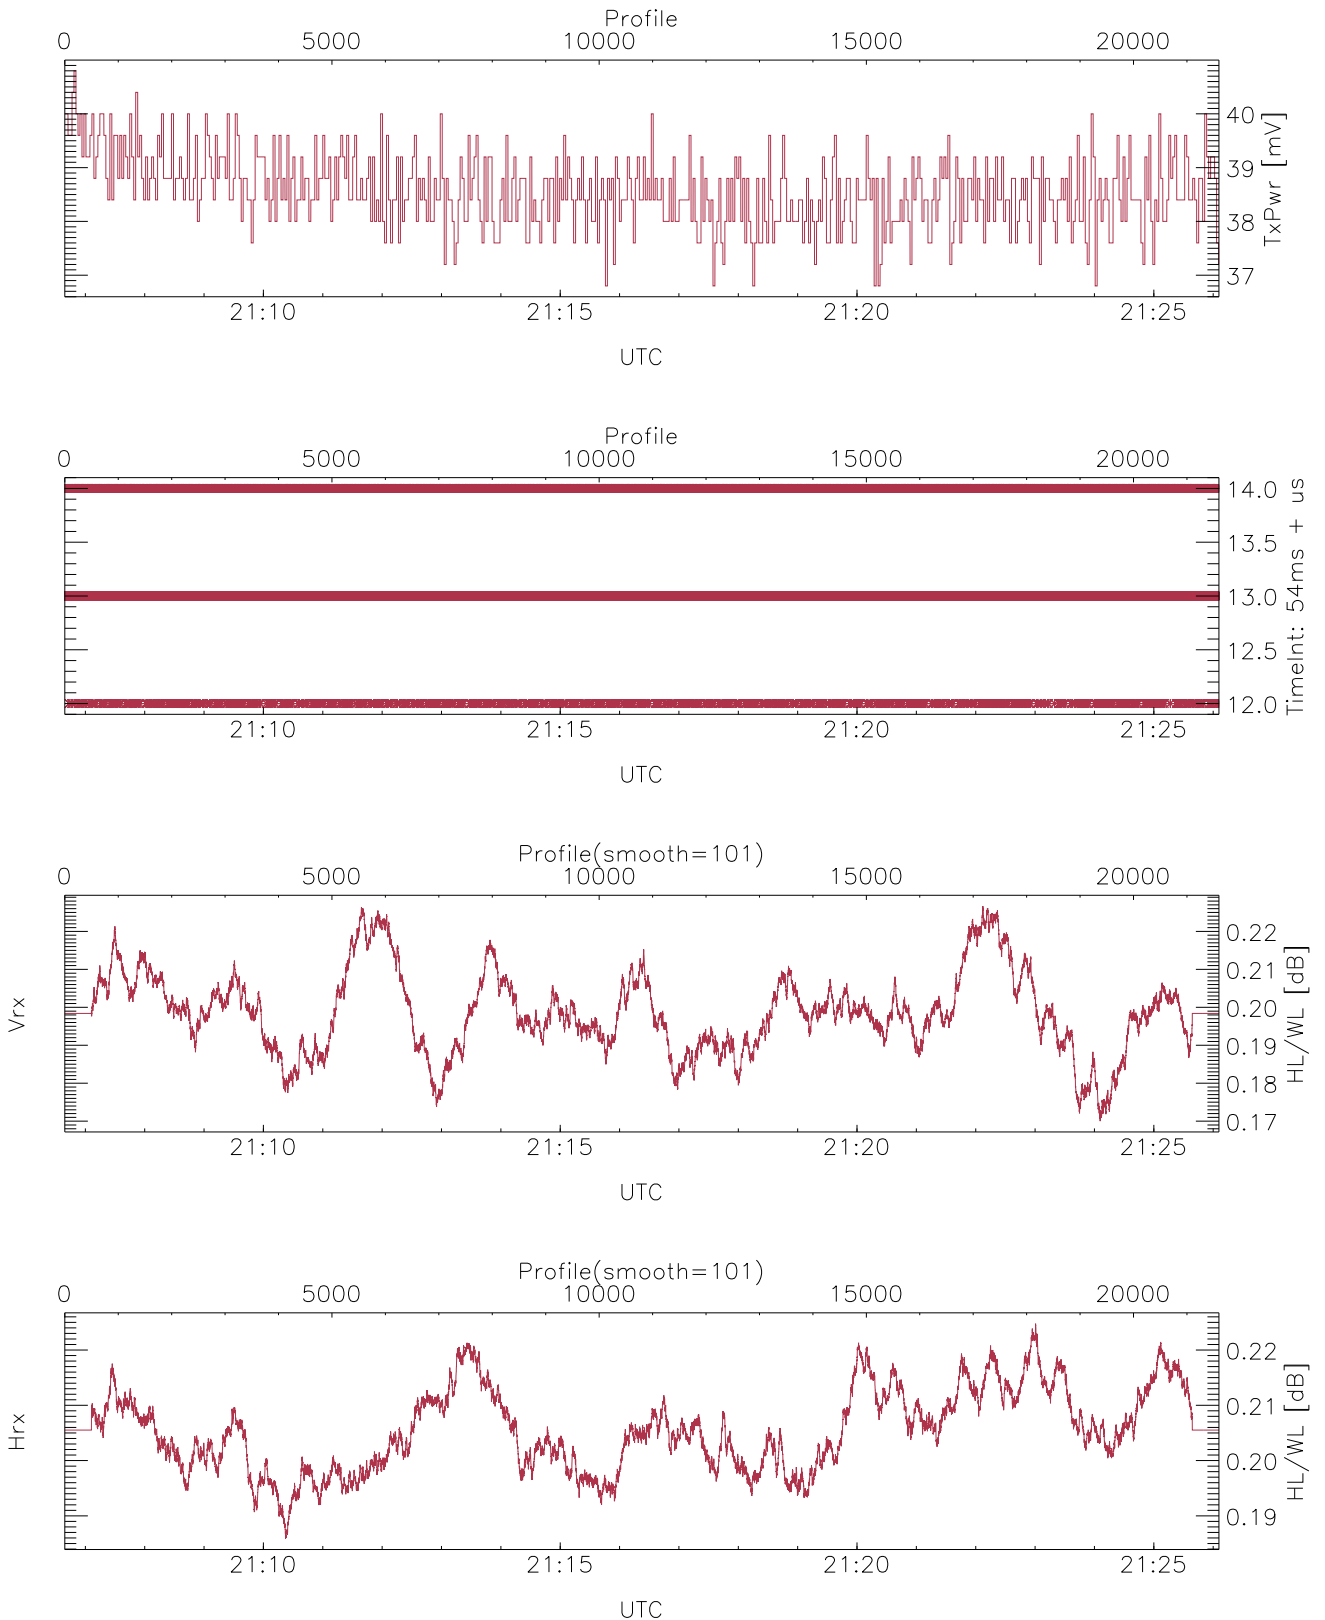 Profile
0 5000 10000 15000 20000
40
39
38
37
TxPwr [mV]
21:10 21:15 21:20 21:25
UTC
Profile
0 5000 10000 15000 20000
14.0
13.5
13.0
12.5
12.0
TimeInt: 54ms + us
21:10 21:15 21:20 21:25
UTC
Profile(smooth=101)
0 5000 10000 15000 20000
Vrx
0.22
0.21
0.20
0.19
0.18
0.17
HL/WL [dB]
21:10 21:15 21:20 21:25
UTC
Profile(smooth=101)
0 5000 10000 15000 20000
Hrx
0.22
0.21
0.20
0.19
HL/WL [dB]
21:10 21:15 21:20 21:25
UTC